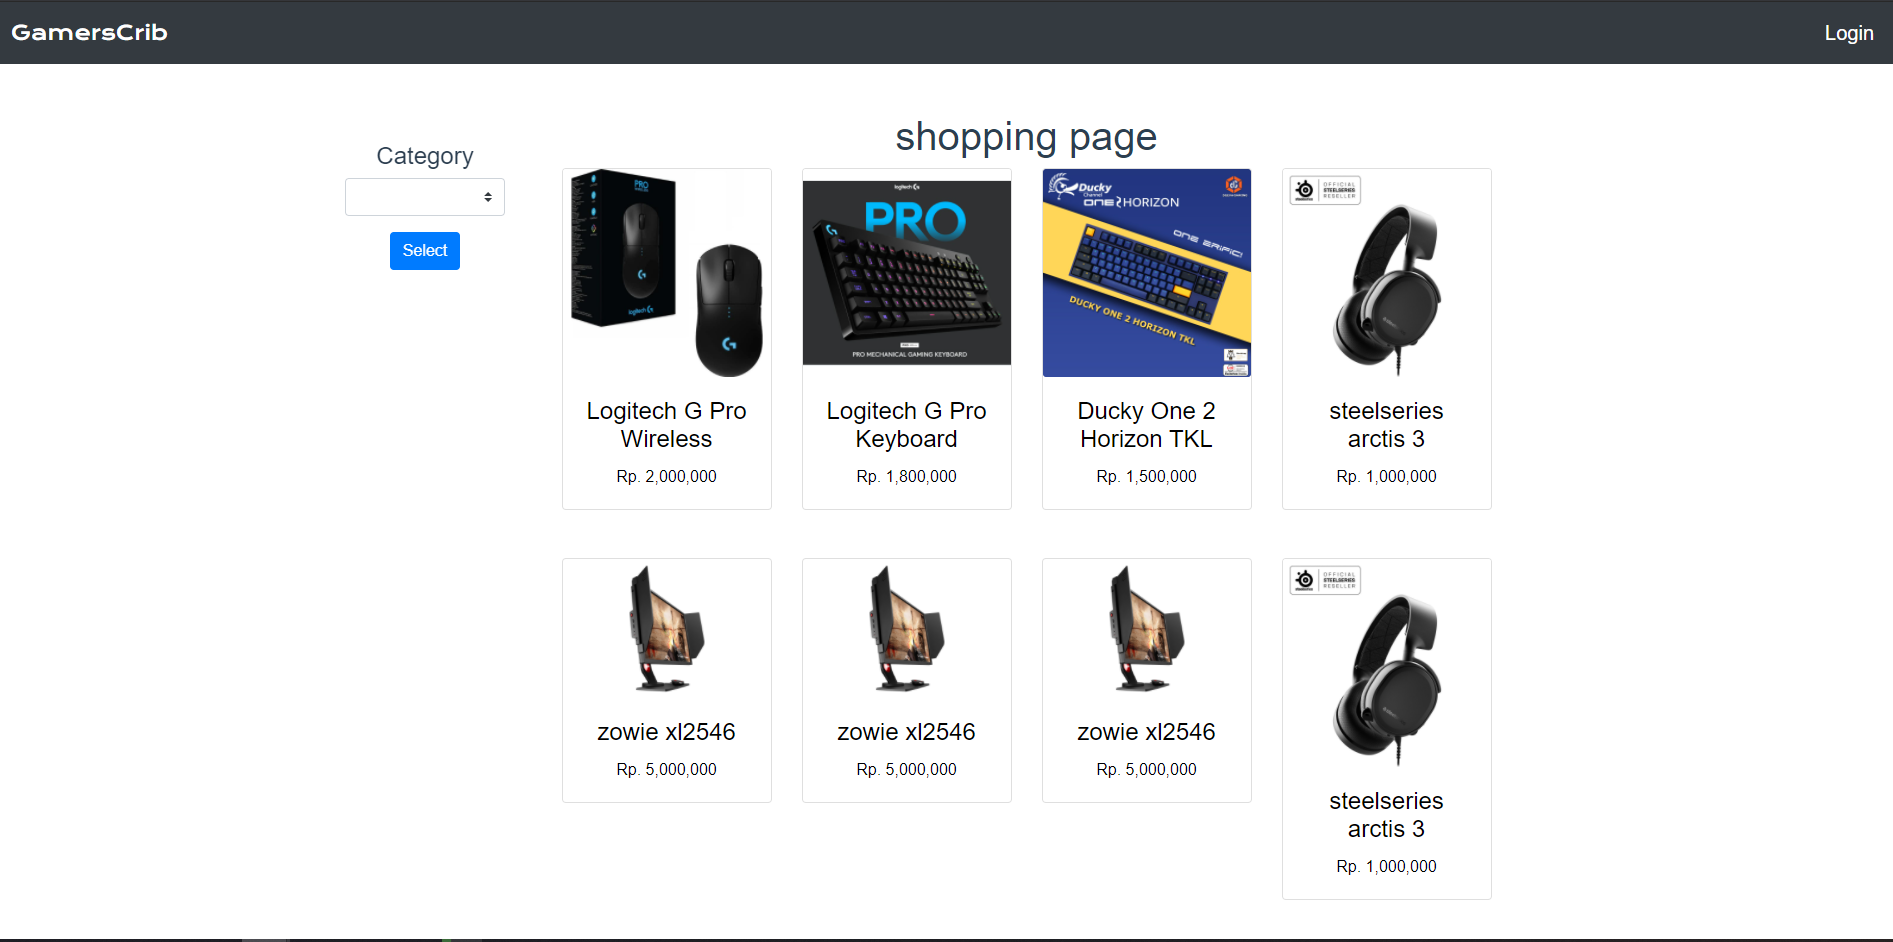 GamersCrib
Login
shopping page
Category
Select
PRO
logitech G
Logitech G Pro
Wireless
Rp. 2,000,000
logitech G
PRO
PRO MECHANICAL GAMING KEYBOARD
Logitech G Pro
Keyboard
Rp. 1,800,000
Ducky
Channel
ONE 2 HORIZON
DUCKY ONE 2 HORIZON TKL
Ducky One 2
Horizon TKL
Rp. 1,500,000
OFFICIAL
STEELSERIES
RESELLER
steelseries
arctis 3
Rp. 1,000,000
zowie xl2546
Rp. 5,000,000
zowie xl2546
Rp. 5,000,000
zowie xl2546
Rp. 5,000,000
OFFICIAL
STEELSERIES
RESELLER
steelseries
arctis 3
Rp. 1,000,000